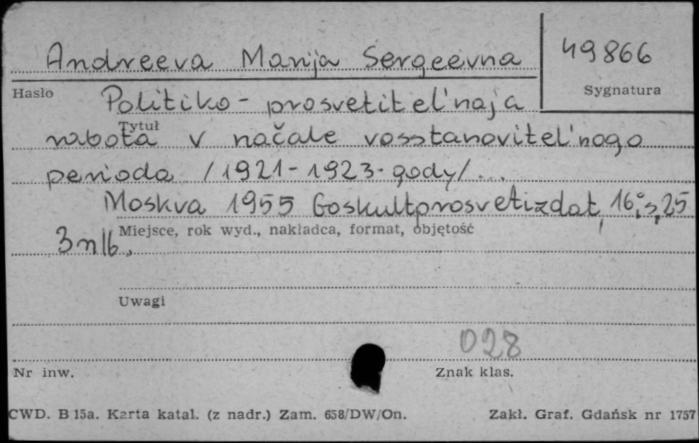 Andreeva Marija Sergeevna
49866
Hasło
Sygnatura
Politiko-prosvetitel'naja
Tytuł
rabota v načale vosstanovitel'nogo
perioda /1921-1923-gody/...
Moskva 1955 Goskultprosvetizdat, 16°, s, 25
Miejsce, rok wyd., nakładca, format, objętość
Uwagi
028
Nr inw.
Znak klas.
CWD. B 15a. Karta katal. (z nadr.) Zam. 658/DW/On.
Zakł. Graf. Gdańsk nr 1757